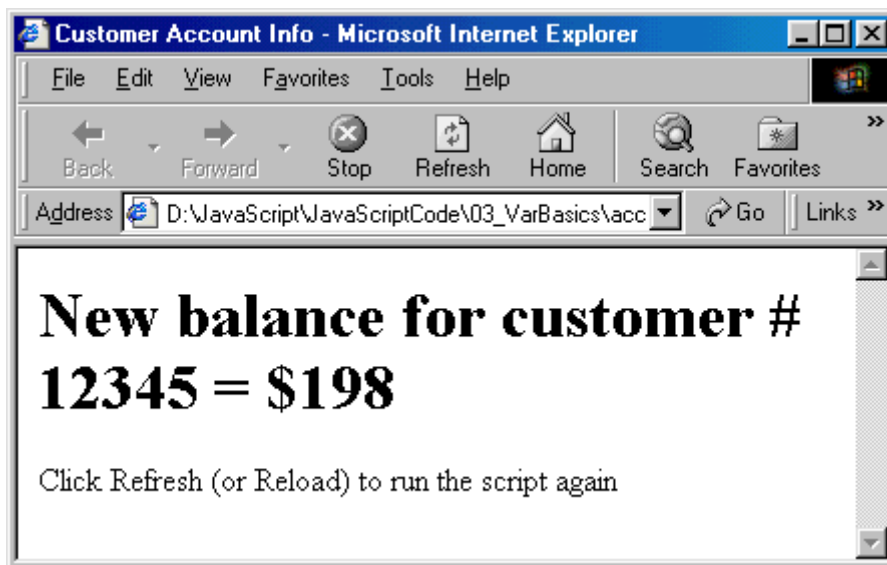 Customer Account Info - Microsoft Internet Explorer
File Edit View Favorites Tools Help
Back Forward Stop Refresh Home Search Favorites »
Address D:\JavaScript\JavaScriptCode\03_VarBasics\acc Go Links »
New balance for customer #
12345 = $198
Click Refresh (or Reload) to run the script again